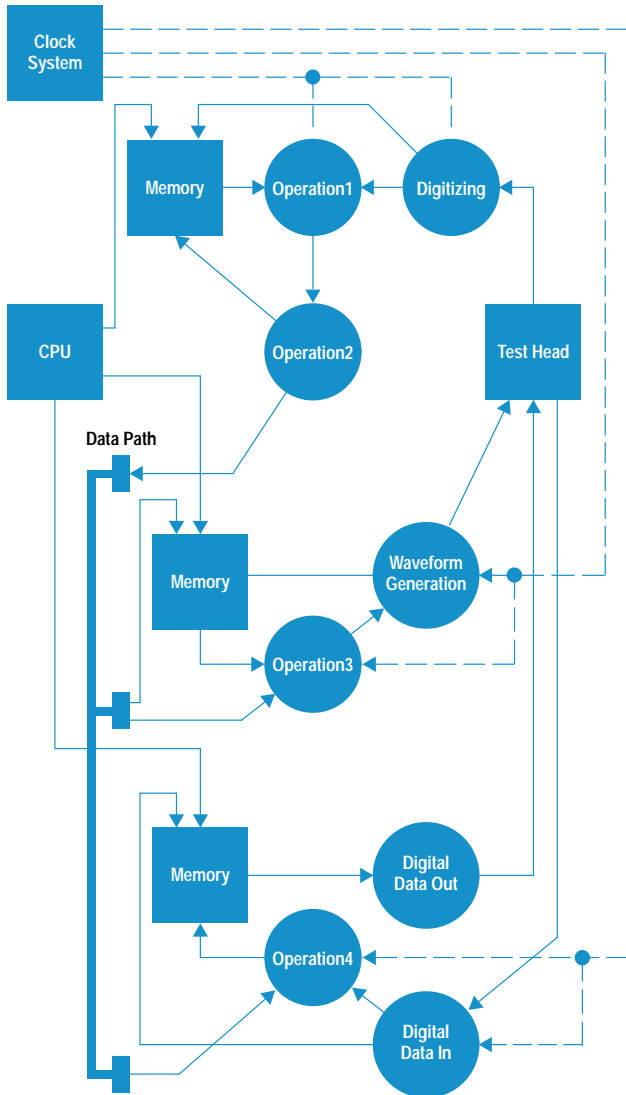 Clock
System
Memory
Operation1
Digitizing
CPU
Operation2
Test Head
Data Path
Memory
Waveform
Generation
Operation3
Memory
Digital
Data Out
Operation4
Digital
Data In